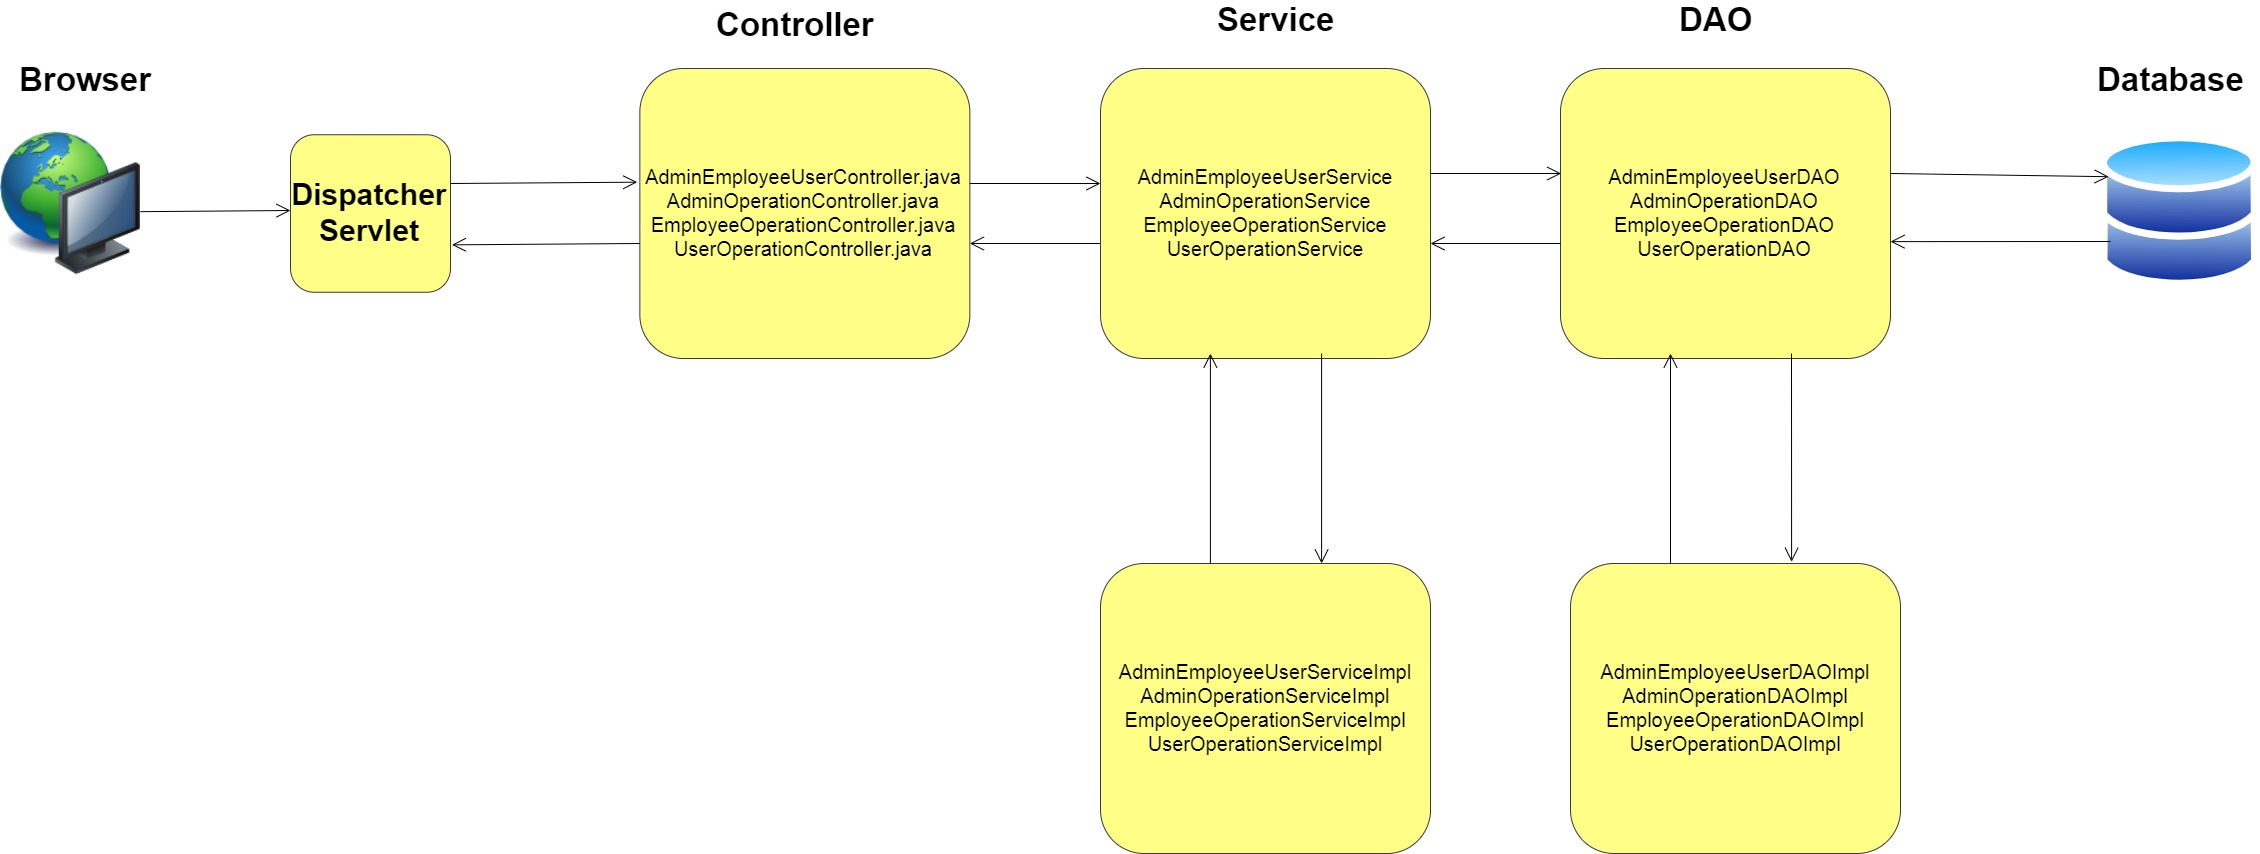 Controller
Service
DAO
Browser
Database
Dispatcher
Servlet
AdminEmployeeUserController.java
AdminOperationController.java
EmployeeOperationController.java
UserOperationController.java
AdminEmployeeUserService
AdminOperationService
EmployeeOperationService
UserOperationService
AdminEmployeeUserDAO
AdminOperationDAO
EmployeeOperationDAO
UserOperationDAO
AdminEmployeeUserServiceImpl
AdminOperationServiceImpl
EmployeeOperationServiceImpl
UserOperationServiceImpl
AdminEmployeeUserDAOImpl
AdminOperationDAOImpl
EmployeeOperationDAOImpl
UserOperationDAOImpl